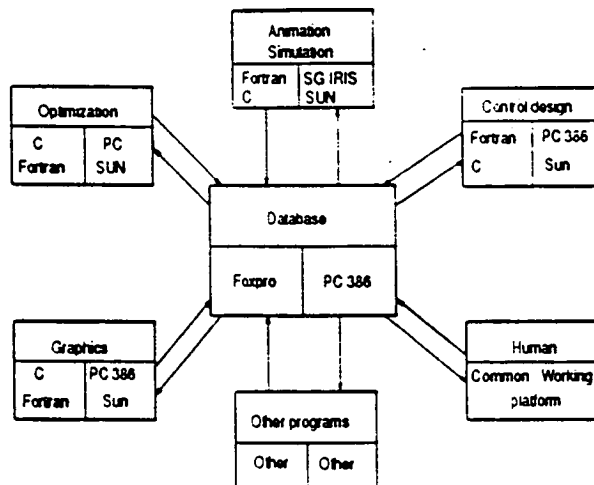 Animation
Simulation
Fortran SG IRIS
C SUN
Optimization
C PC
Fortran SUN
Control design
Fortran PC 386
C Sun
Database
Foxpro PC 386
Graphics
C PC 386
Fortran Sun
Human
Common Working
platform
Other programs
Other Other